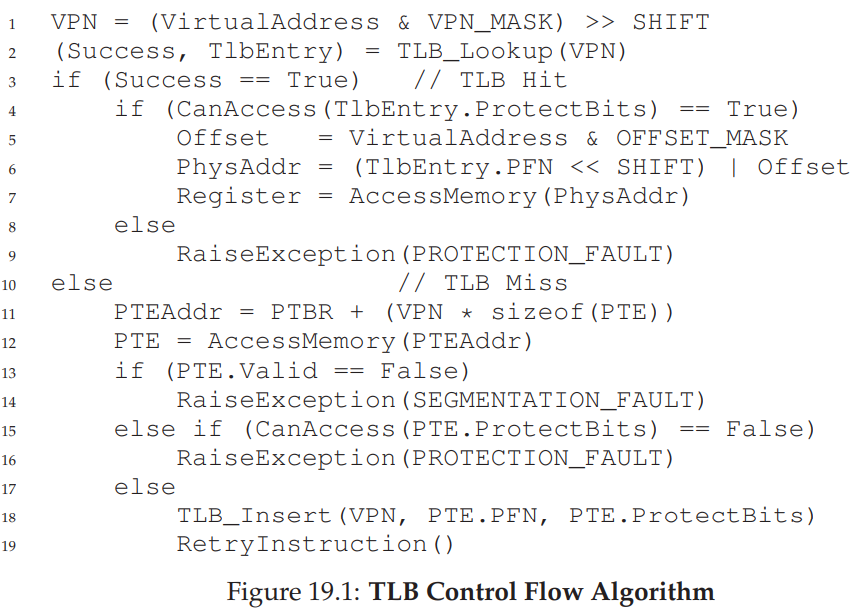 1 VPN = (VirtualAddress & VPN_MASK) >> SHIFT
2 (Success, TlbEntry) = TLB_Lookup(VPN)
3 if (Success == True) // TLB Hit
4 if (CanAccess(TlbEntry.ProtectBits) == True)
5 Offset = VirtualAddress & OFFSET_MASK
6 PhysAddr = (TlbEntry.PFN << SHIFT) | Offset
7 Register = AccessMemory(PhysAddr)
8 else
9 RaiseException(PROTECTION_FAULT)
10 else // TLB Miss
11 PTEAddr = PTBR + (VPN * sizeof(PTE))
12 PTE = AccessMemory(PTEAddr)
13 if (PTE.Valid == False)
14 RaiseException(SEGMENTATION_FAULT)
15 else if (CanAccess(PTE.ProtectBits) == False)
16 RaiseException(PROTECTION_FAULT)
17 else
18 TLB_Insert(VPN, PTE.PFN, PTE.ProtectBits)
19 RetryInstruction()
Figure 19.1: TLB Control Flow Algorithm